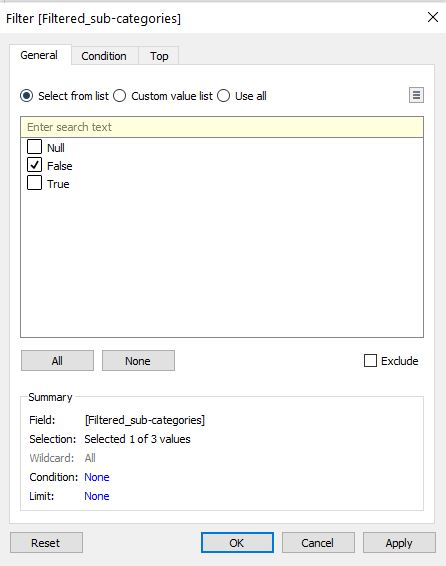 Filter [Filtered_sub-categories]
General Condition Top
Select from list Custom value list Use all
Enter search text
Null
False
True
All None Exclude
Summary
Field: [Filtered_sub-categories]
Selection: Selected 1 of 3 values
Wildcard: All
Condition: None
Limit: None
Reset OK Cancel Apply